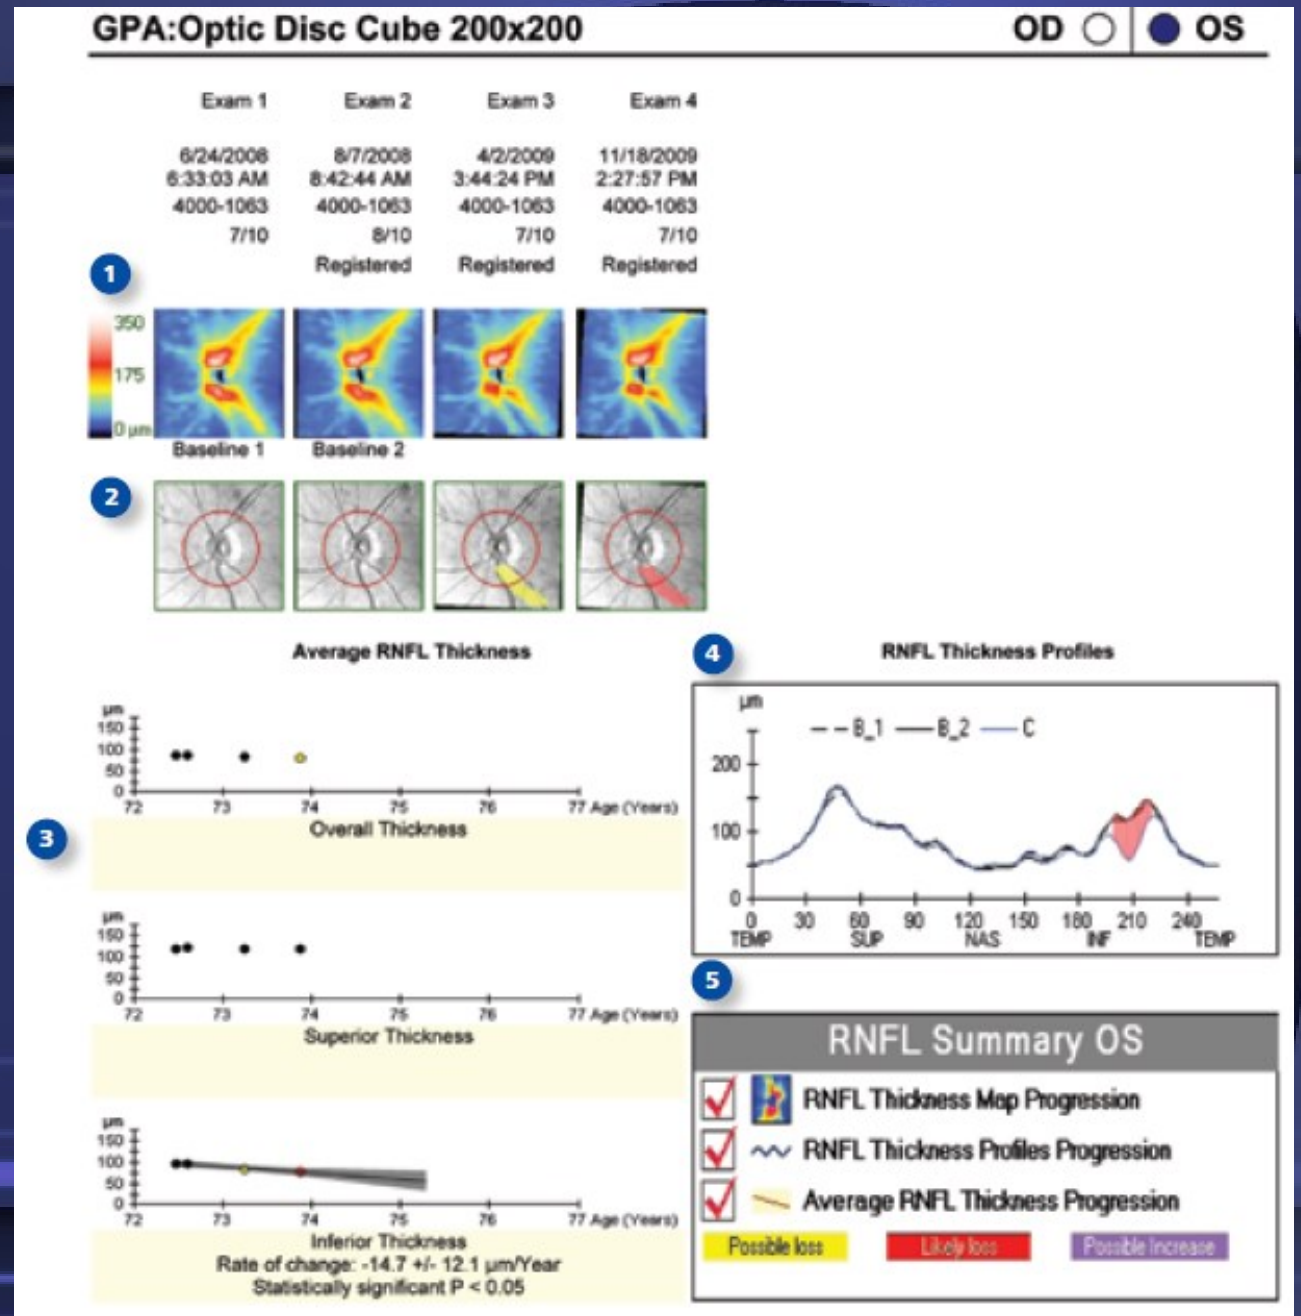 GPA:Optic Disc Cube 200x200 OD OS
Exam 1 Exam 2 Exam 3 Exam 4
6/24/2008 8/7/2008 4/2/2009 11/18/2009
6:33:03 AM 8:42:44 AM 3:44:24 PM 2:27:57 PM
4000-1063 4000-1063 4000-1063 4000-1063
7/10 8/10 7/10 7/10
Registered Registered Registered
1
350
175
0 µm
Baseline 1 Baseline 2
2
Average RNFL Thickness
µm
150
100
50
0
72 73 74 75 76 77 Age (Years)
Overall Thickness
3
µm
150
100
50
0
72 73 74 75 76 77 Age (Years)
Superior Thickness
µm
150
100
50
0
72 73 74 75 76 77 Age (Years)
Inferior Thickness
Rate of change: -14.7 +/- 12.1 µm/Year
Statistically significant P < 0.05
4
RNFL Thickness Profiles
µm
B_1 B_2 C
200
100
0
0 30 60 90 120 150 180 210 240
TEMP SUP NAS INF TEMP
5
RNFL Summary OS
RNFL Thickness Map Progression
RNFL Thickness Profiles Progression
Average RNFL Thickness Progression
Possible loss Likely loss Possible Increase